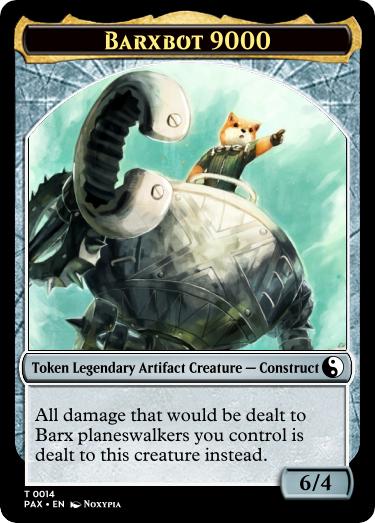 Barxbot 9000
Token Legendary Artifact Creature — Construct
All damage that would be dealt to
Barx planeswalkers you control is
dealt to this creature instead.
6/4
T 0014
PAX • EN Noxypia